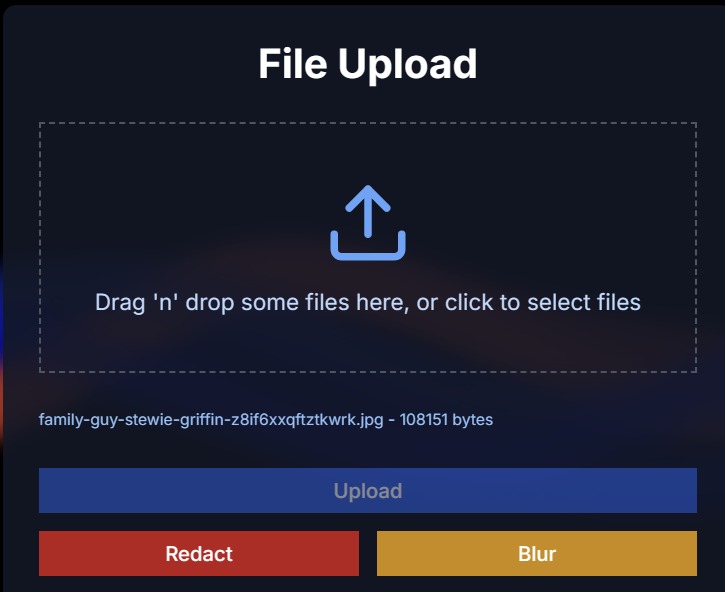 File Upload
Drag 'n' drop some files here, or click to select files
family-guy-stewie-griffin-z8if6xxqftztkwrk.jpg - 108151 bytes
Upload
Redact
Blur